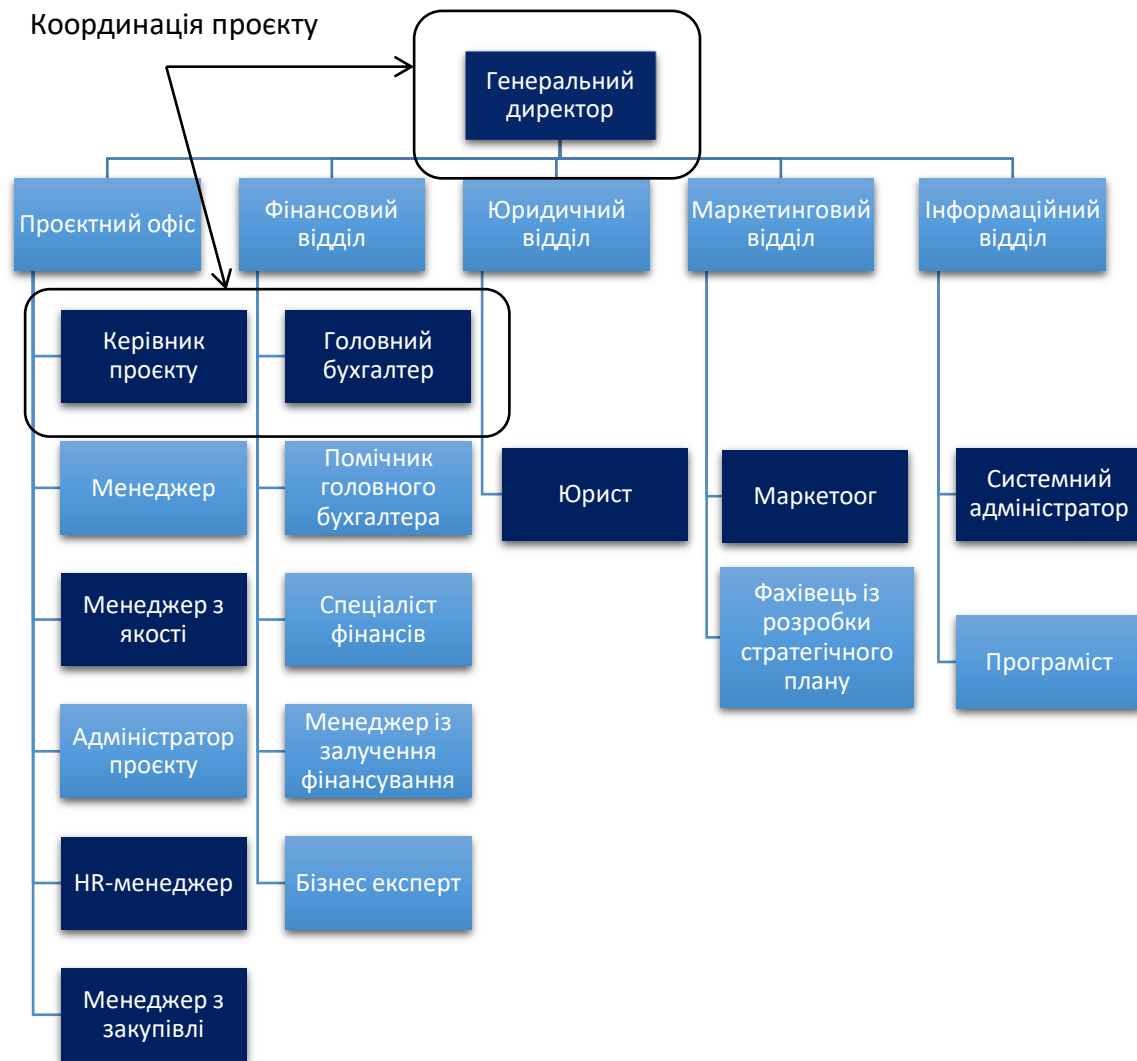 Координація проєкту
Генеральний
директор
Проєктний офіс
Фінансовий
відділ
Юридичний
відділ
Маркетинговий
відділ
Інформаційний
відділ
Керівник
проєкту
Головний
бухгалтер
Менеджер
Помічник
головного
бухгалтера
Юрист
Маркетоог
Системний
адміністратор
Менеджер з
якості
Спеціаліст
фінансів
Фахівець із
розробки
стратегічного
плану
Програміст
Адміністратор
проєкту
Менеджер із
залучення
фінансування
HR-менеджер
Бізнес експерт
Менеджер з
закупівлі